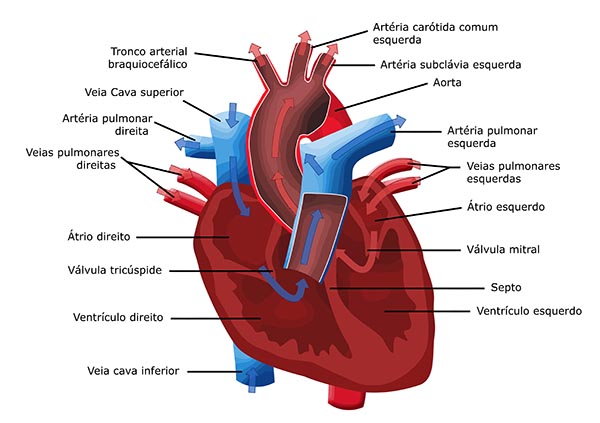 Artéria carótida comum
esquerda
Tronco arterial
braquiocefálico
Artéria subclávia esquerda
Aorta
Veia Cava superior
Artéria pulmonar
direita
Artéria pulmonar
esquerda
Veias pulmonares
direitas
Veias pulmonares
esquerdas
Átrio esquerdo
Átrio direito
Válvula mitral
Válvula tricúspide
Septo
Ventrículo direito
Ventrículo esquerdo
Veia cava inferior